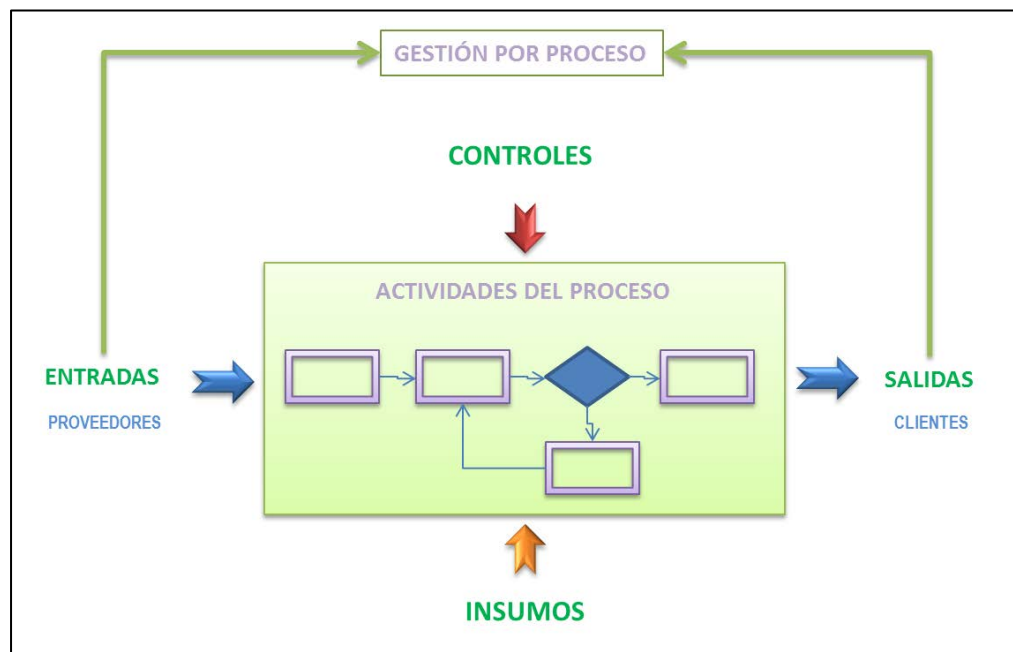 GESTIÓN POR PROCESO
CONTROLES
ACTIVIDADES DEL PROCESO
ENTRADAS
PROVEEDORES
SALIDAS
CLIENTES
INSUMOS